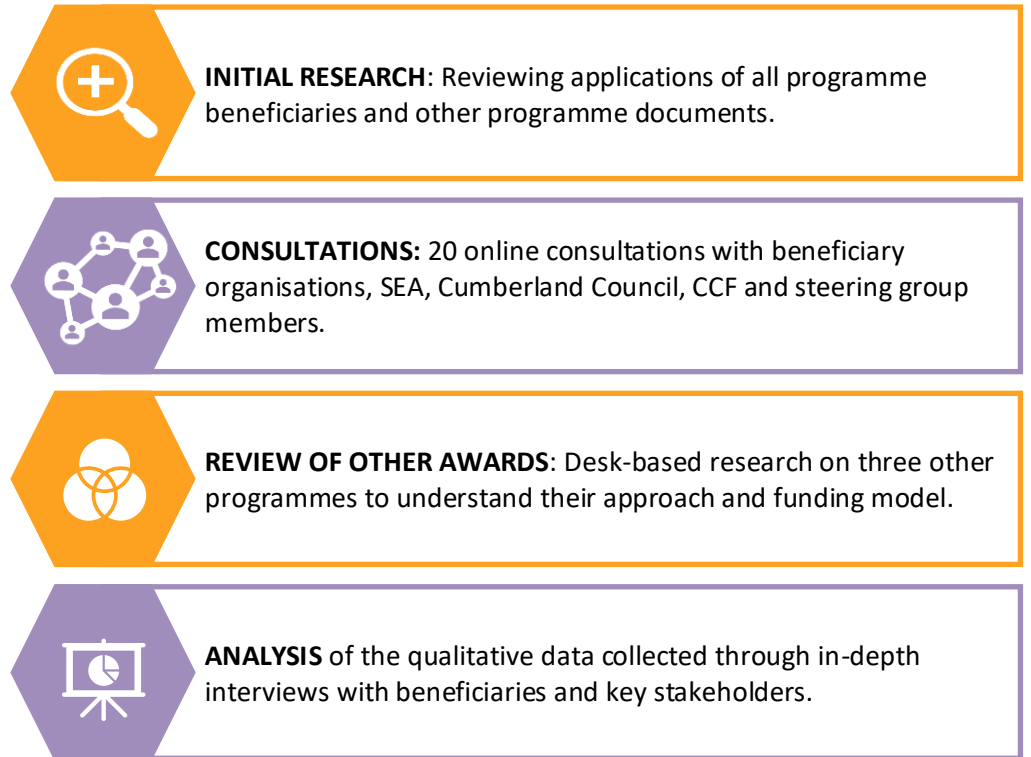 INITIAL RESEARCH: Reviewing applications of all programme
beneficiaries and other programme documents.
CONSULTATIONS: 20 online consultations with beneficiary
organisations, SEA, Cumberland Council, CCF and steering group
members.
REVIEW OF OTHER AWARDS: Desk-based research on three other
programmes to understand their approach and funding model.
ANALYSIS of the qualitative data collected through in-depth
interviews with beneficiaries and key stakeholders.